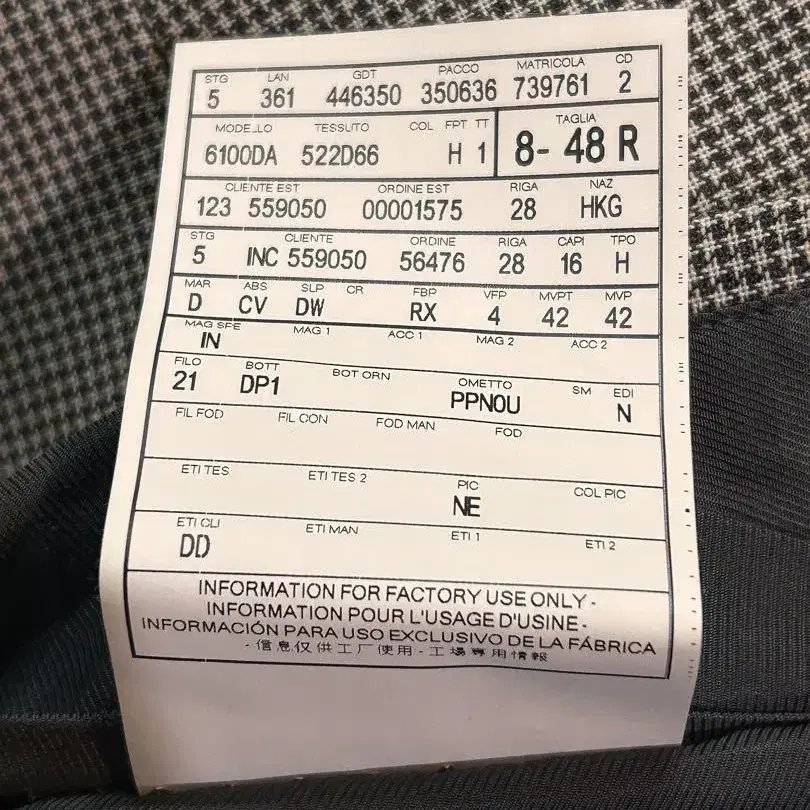 STG LAN GDT PACCO MATRICOLA CD
5 361 446350 350636 739761 2
MODELLO TESSUTO COL FPT TT TAGLIA
6100DA 522D66 H 1 8- 48 R
CLIENTE EST ORDINE EST RIGA NAZ
123 559050 00001575 28 HKG
STG CLIENTE ORDINE RIGA CAPI TPO
5 INC 559050 56476 28 16 H
MAR ABS SLP CR FBP VFP MVPT MVP
D CV DW RX 4 42 42
MAG SFE MAG 1 ACC 1 MAG 2 ACC 2
IN
FILO BOTT BOT ORN OMETTO SM EDI
21 DP1 PPN0U N
FIL FOD FIL CON FOD MAN FOD
ETI TES ETI TES 2 PIC COL PIC
NE
ETI CLI ETI MAN ETI 1 ETI 2
DD
INFORMATION FOR FACTORY USE ONLY -
INFORMATION POUR L'USAGE D'USINE -
INFORMACIÓN PARA USO EXCLUSIVO DE LA FÁBRICA
- 信息仅供工厂使用 - 工場專用情報